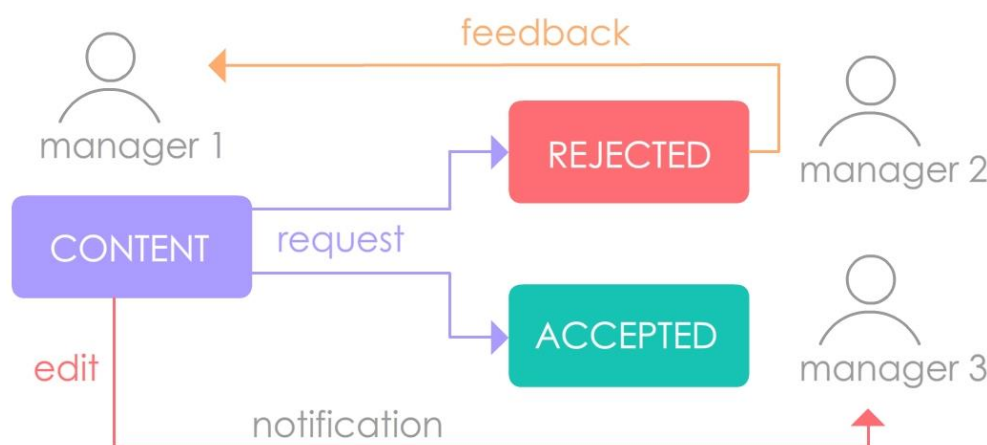 feedback
manager 1
REJECTED
manager 2
CONTENT
request
ACCEPTED
edit
manager 3
notification